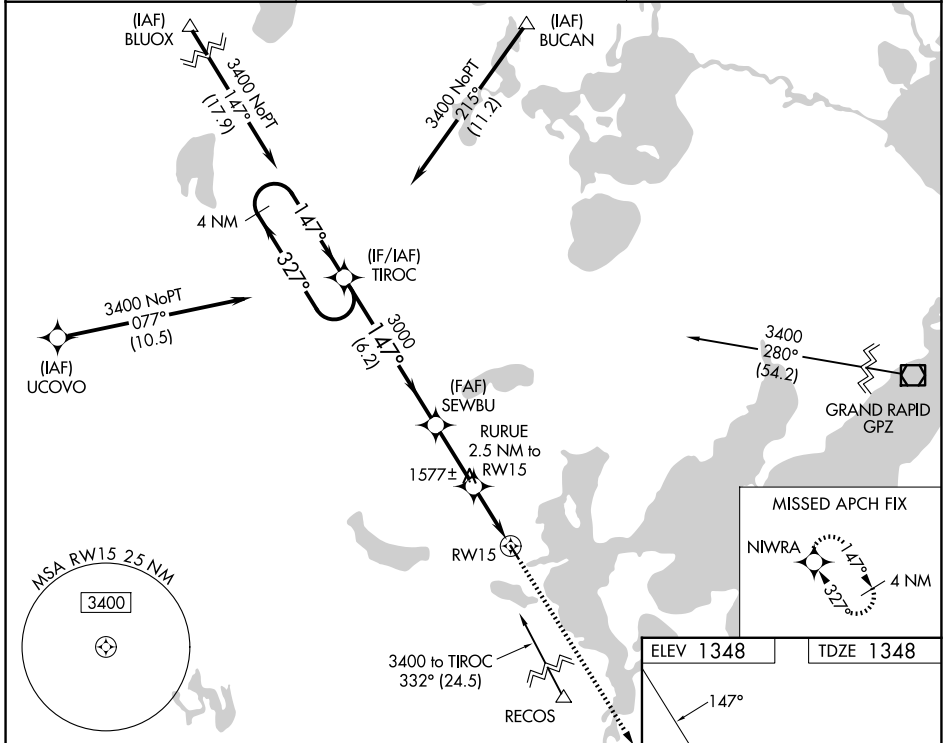 (IAF)
BLUOX
3400 NoPT
147°
(17.9)
(IAF)
BUCAN
3400 NoPT
215°
(11.2)
4 NM
147°
327°
(IF/IAF)
TIROC
3400 NoPT
077°
(10.5)
(IAF)
UCOVO
3000
147°
(6.2)
3400
280°
(54.2)
GRAND RAPID
GPZ
(FAF)
SEWBU
RURUE
2.5 NM to
RW15
1577±
RW15
MISSED APCH FIX
NIWRA
147°
4 NM
327°
MSA RW15 25 NM
3400
3400 to TIROC
332° (24.5)
RECOS
ELEV 1348
TDZE 1348
147°